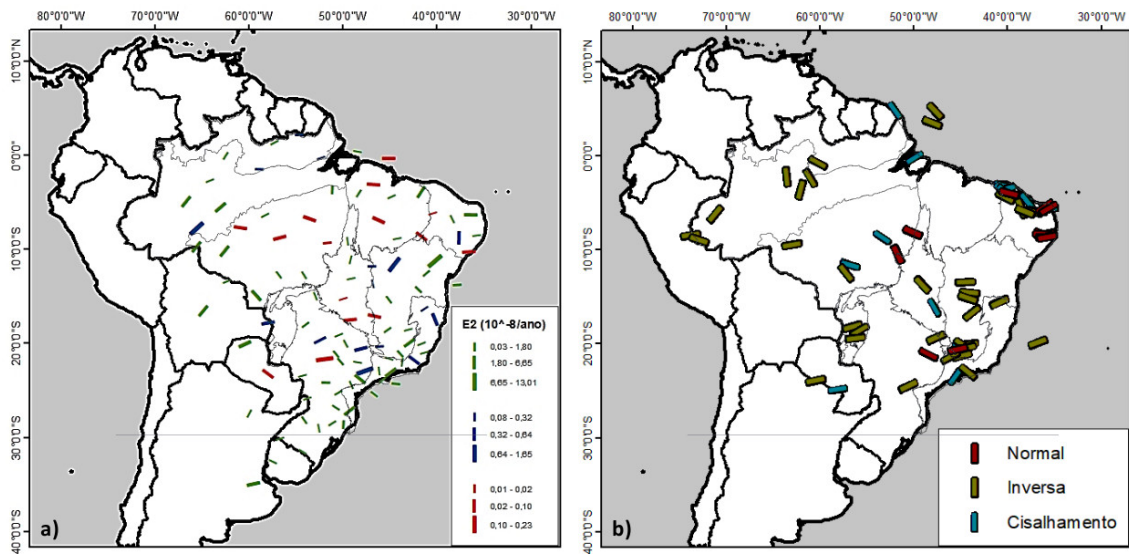 80°0'0"W 70°0'0"W 60°0'0"W 50°0'0"W 40°0'0"W 30°0'0"W
10°0'0"N
0°0'0"
10°0'0"S
20°0'0"S
30°0'0"S
40°0'0"S
E2 (10^-8/ano)
0,03 - 1,80
1,80 - 6,65
6,65 - 13,01
0,08 - 0,32
0,32 - 0,64
0,64 - 1,65
0,01 - 0,02
0,02 - 0,10
0,10 - 0,23
a)
80°0'0"W 70°0'0"W 60°0'0"W 50°0'0"W 40°0'0"W 30°0'0"W
10°0'0"N
0°0'0"
10°0'0"S
20°0'0"S
30°0'0"S
40°0'0"S
Normal
Inversa
Cisalhamento
b)